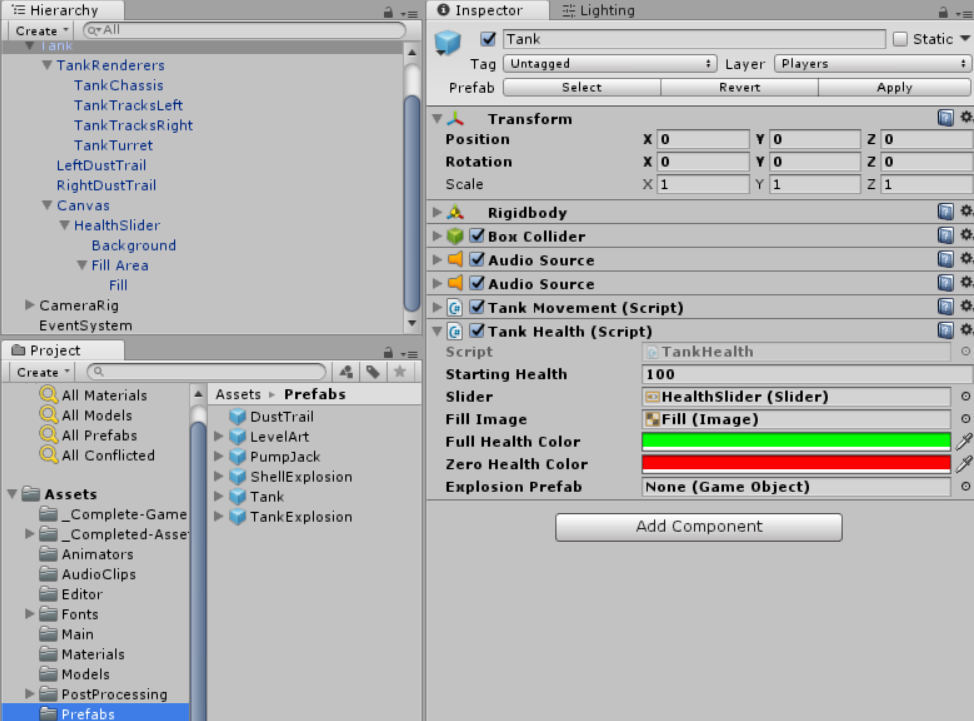 Hierarchy
Create All
Tank
TankRenderers
TankChassis
TankTracksLeft
TankTracksRight
TankTurret
LeftDustTrail
RightDustTrail
Canvas
HealthSlider
Background
Fill Area
Fill
CameraRig
EventSystem
Project
Create
All Materials
All Models
All Prefabs
All Conflicted
Assets
_Complete-Game
_Completed-Asse
Animators
AudioClips
Editor
Fonts
Main
Materials
Models
PostProcessing
Prefabs
Assets Prefabs
DustTrail
LevelArt
PumpJack
ShellExplosion
Tank
TankExplosion
Inspector Lighting
Tank Static
Tag Untagged Layer Players
Prefab Select Revert Apply
Transform
Position X 0 Y 0 Z 0
Rotation X 0 Y 0 Z 0
Scale X 1 Y 1 Z 1
Rigidbody
Box Collider
Audio Source
Audio Source
Tank Movement (Script)
Tank Health (Script)
Script TankHealth
Starting Health 100
Slider HealthSlider (Slider)
Fill Image Fill (Image)
Full Health Color
Zero Health Color
Explosion Prefab None (Game Object)
Add Component